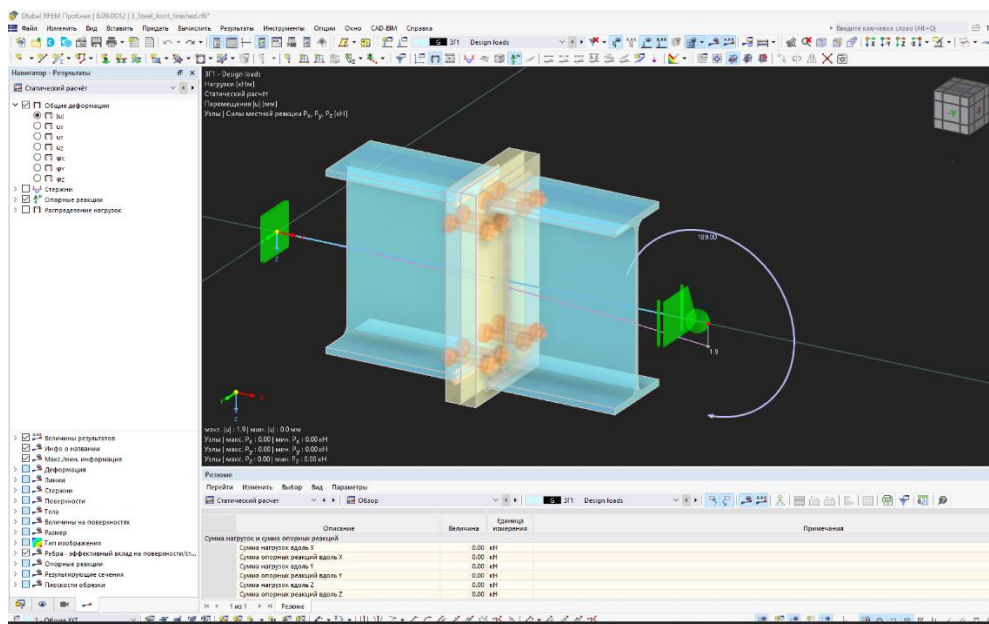 Dlubal RFEM Пробная | 6.09.0012 | 3_Steel_Joint_finished.rf6*
Файл Изменить Вид Вставить Придать Вычислить Результаты Инструменты Опции Окно CAD-BIM Справка
Введите ключевое слово (Alt+Q)
G ЗГ1 Design loads
Навигатор - Результаты
Статический расчёт
Общие деформации
|u|
uX
uY
uZ
φX
φY
φZ
Стержни
Опорные реакции
Распределение нагрузок
ЗГ1 - Design loads
Нагрузки [кНм]
Статический расчёт
Перемещения |u| [мм]
Узлы | Силы местной реакции Px, Py, Pz [кН]
189.00
1.9
X
Z
Y X
Z
макс. |u| : 1.9 | мин. |u| : 0.0 мм
Узлы | макс. Px : 0.00 | мин. Px : 0.00 кН
Узлы | макс. Py : 0.00 | мин. Py : 0.00 кН
Узлы | макс. Pz : 0.00 | мин. Pz : 0.00 кН
Величины результатов
Инфо о названии
Макс./мин. информация
Деформация
Линии
Стержни
Поверхности
Тела
Величины на поверхностях
Размер
Тип изображения
Ребра - эффективный вклад на поверхности/ст...
Опорные реакции
Результирующие сечения
Плоскости обрезки
Резюме
Перейти Изменить Выбор Вид Параметры
Статический расчет Обзор G ЗГ1 Design loads
Описание Величина Единица измерения Примечания
Сумма нагрузок и сумма опорных реакций
Сумма нагрузок вдоль X 0.00 кН
Сумма опорных реакций вдоль X 0.00 кН
Сумма нагрузок вдоль Y 0.00 кН
Сумма опорных реакций вдоль Y 0.00 кН
Сумма нагрузок вдоль Z 0.00 кН
Сумма опорных реакций вдоль Z 0.00 кН
1 из 1 Резюме
1 - Общие XYZ